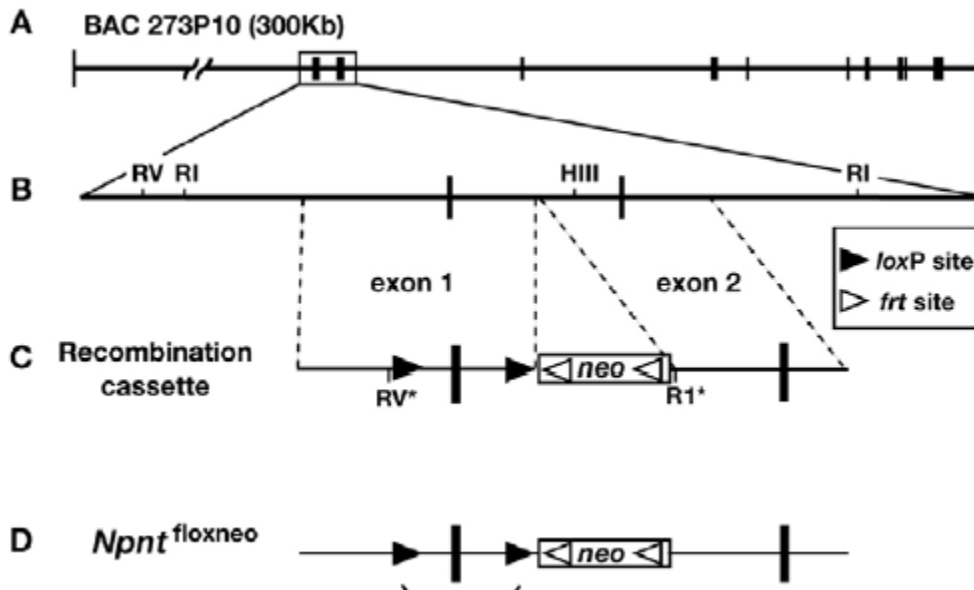 A BAC 273P10 (300Kb)
RV RI HIII RI
B
exon 1 exon 2
loxP site
frt site
C Recombination
cassette
neo
RV* R1*
D Npnt floxneo
neo